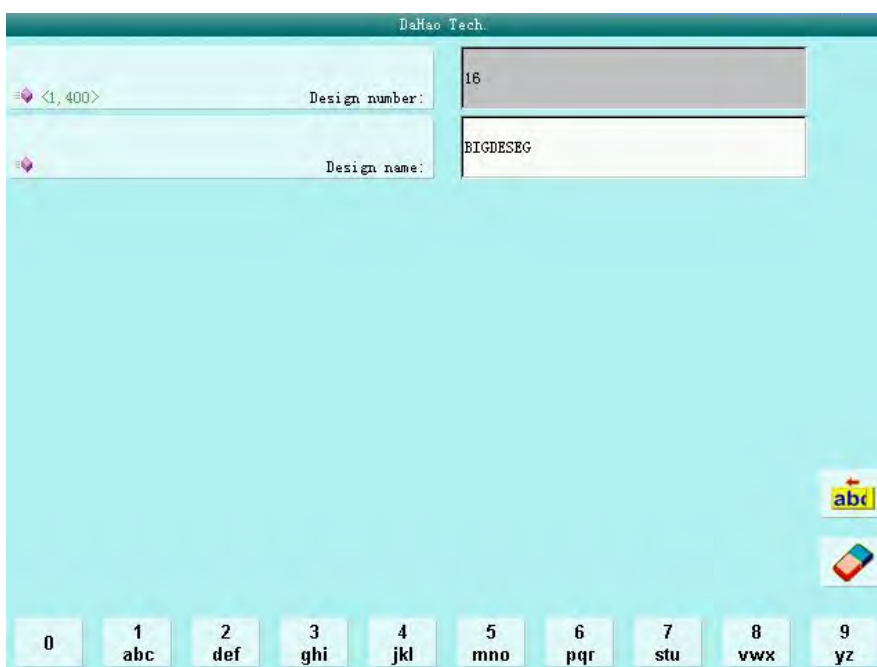 DaHao Tech.
<1,400>
Design number:
16
Design name:
BIGDESEG
abc
0
1
abc
2
def
3
ghi
4
jkl
5
mno
6
pqr
7
stu
8
vwx
9
yz